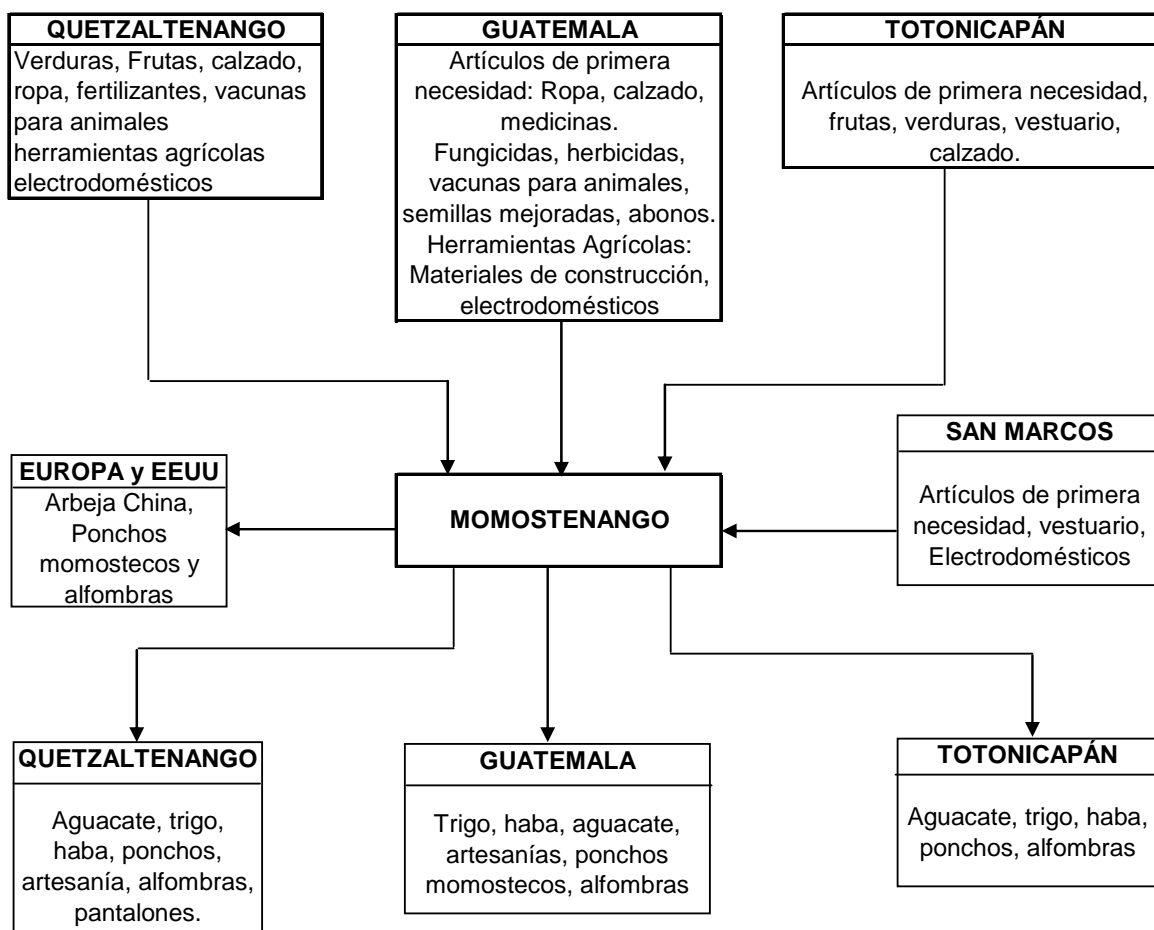 QUETZALTENANGO
Verduras, Frutas, calzado,
ropa, fertilizantes, vacunas
para animales
herramientas agrícolas
electrodomésticos
GUATEMALA
Artículos de primera
necesidad: Ropa, calzado,
medicinas.
Fungicidas, herbicidas,
vacunas para animales,
semillas mejoradas, abonos.
Herramientas Agrícolas:
Materiales de construcción,
electrodomésticos
TOTONICAPÁN
Artículos de primera necesidad,
frutas, verduras, vestuario,
calzado.
EUROPA y EEUU
Arbeja China,
Ponchos
momostecos y
alfombras
MOMOSTENANGO
SAN MARCOS
Artículos de primera
necesidad, vestuario,
Electrodomésticos
QUETZALTENANGO
Aguacate, trigo,
haba, ponchos,
artesanía, alfombras,
pantalones.
GUATEMALA
Trigo, haba, aguacate,
artesanías, ponchos
momostecos, alfombras
TOTONICAPÁN
Aguacate, trigo, haba,
ponchos, alfombras